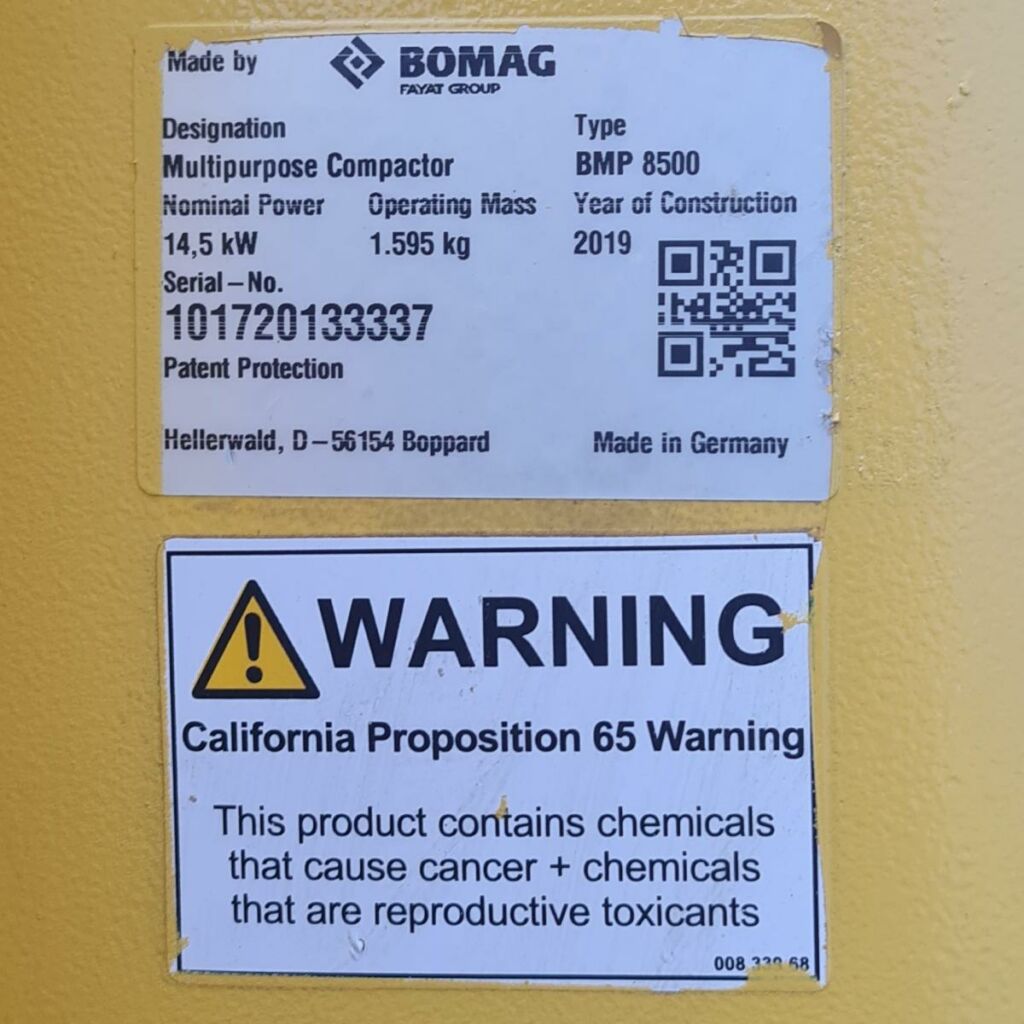 Made by BOMAG
FAYAT GROUP
Designation Type
Multipurpose Compactor BMP 8500
Nominal Power Operating Mass Year of Construction
14,5 kW 1.595 kg 2019
Serial–No.
101720133337
Patent Protection
Hellerwald, D–56154 Boppard Made in Germany
WARNING
California Proposition 65 Warning
This product contains chemicals
that cause cancer + chemicals
that are reproductive toxicants
008 68